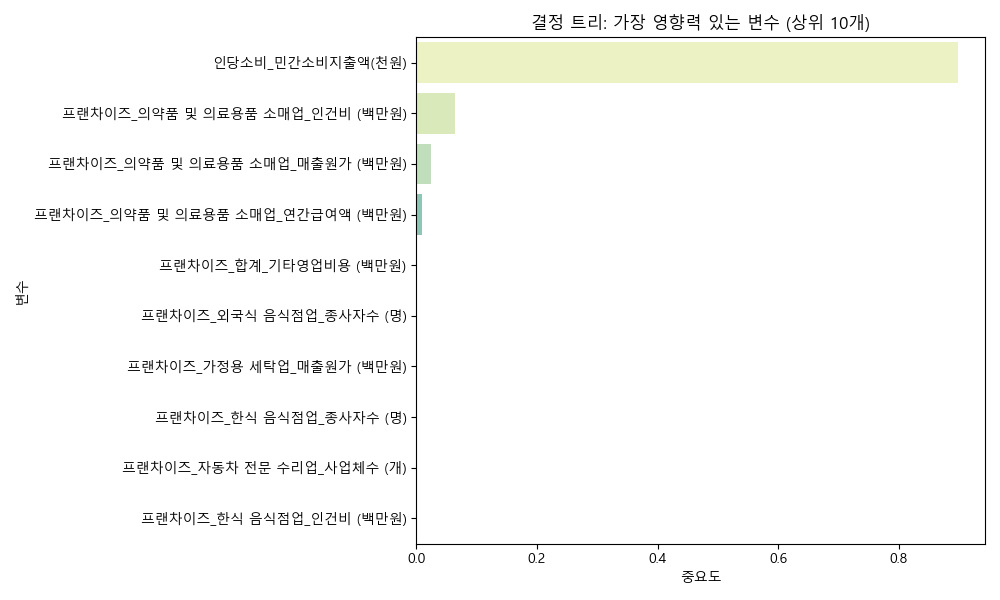 결정 트리: 가장 영향력 있는 변수 (상위 10개)
인당소비_민간소비지출액(천원)
프랜차이즈_의약품 및 의료용품 소매업_인건비 (백만원)
프랜차이즈_의약품 및 의료용품 소매업_매출원가 (백만원)
프랜차이즈_의약품 및 의료용품 소매업_연간급여액 (백만원)
프랜차이즈_합계_기타영업비용 (백만원)
프랜차이즈_외국식 음식점업_종사자수 (명)
프랜차이즈_가정용 세탁업_매출원가 (백만원)
프랜차이즈_한식 음식점업_종사자수 (명)
프랜차이즈_자동차 전문 수리업_사업체수 (개)
프랜차이즈_한식 음식점업_인건비 (백만원)
변수
0.0 0.2 0.4 0.6 0.8
중요도